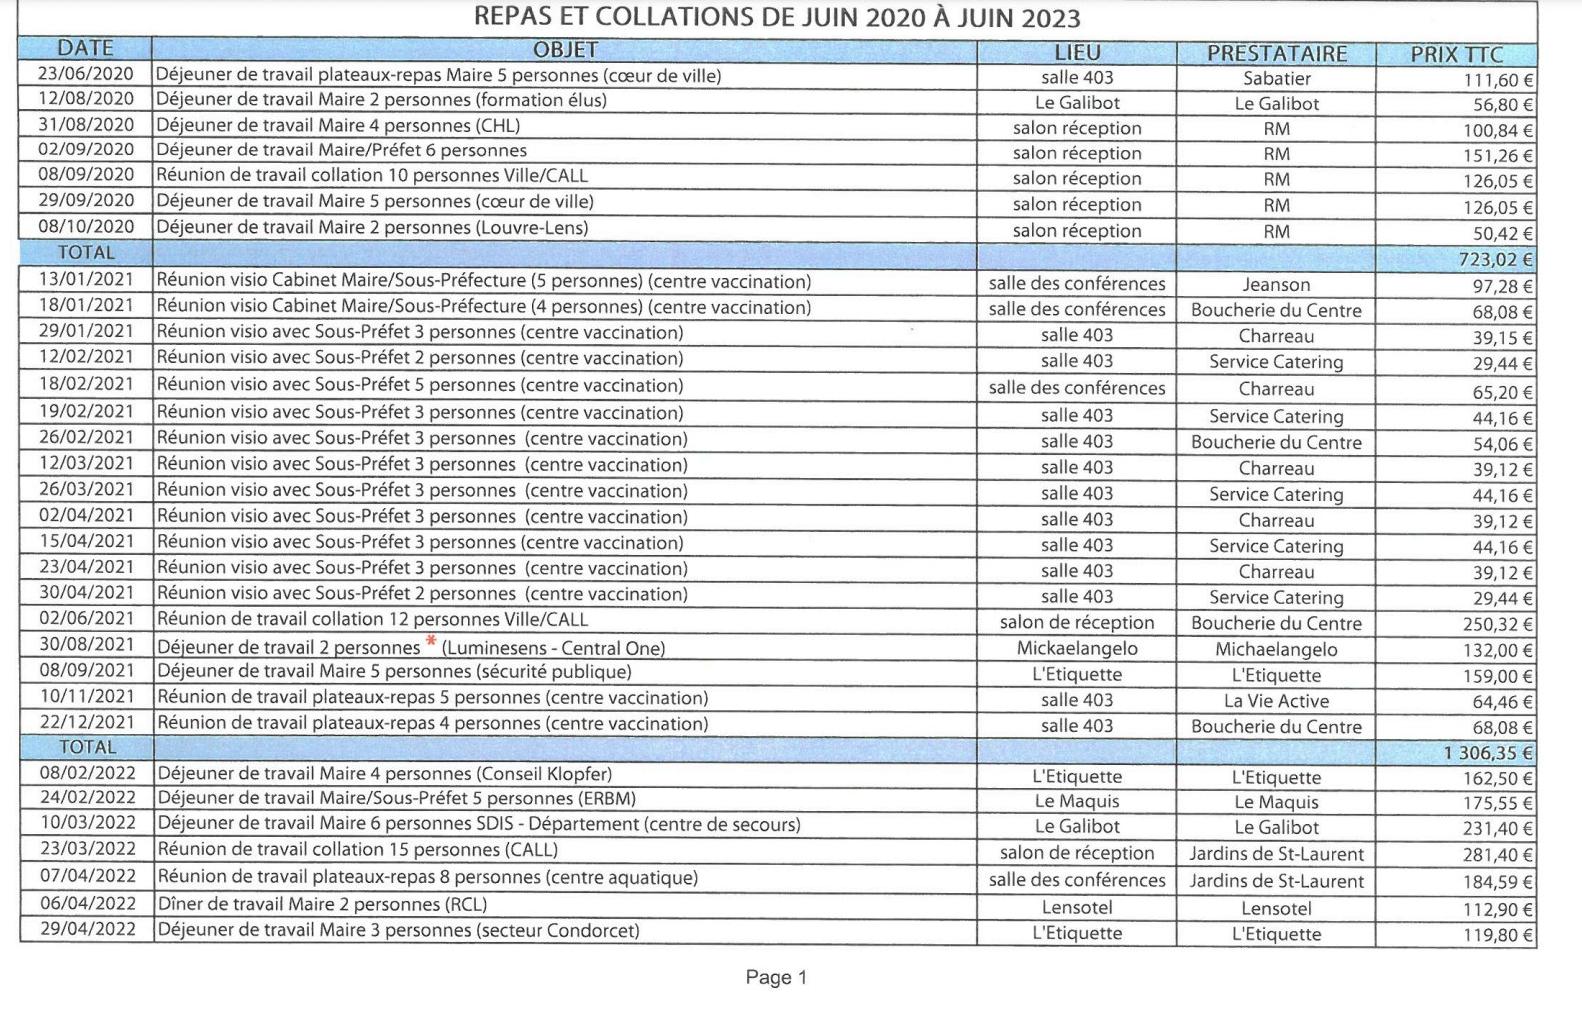 REPAS ET COLLATIONS DE JUIN 2020 À JUIN 2023
DATE OBJET LIEU PRESTATAIRE PRIX TTC
23/06/2020 Déjeuner de travail plateaux-repas Maire 5 personnes (cœur de ville) salle 403 Sabatier 111,60 €
12/08/2020 Déjeuner de travail Maire 2 personnes (formation élus) Le Galibot Le Galibot 56,80 €
31/08/2020 Déjeuner de travail Maire 4 personnes (CHL) salon réception RM 100,84 €
02/09/2020 Déjeuner de travail Maire/Préfet 6 personnes salon réception RM 151,26 €
08/09/2020 Réunion de travail collation 10 personnes Ville/CALL salon réception RM 126,05 €
29/09/2020 Déjeuner de travail Maire 5 personnes (cœur de ville) salon réception RM 126,05 €
08/10/2020 Déjeuner de travail Maire 2 personnes (Louvre-Lens) salon réception RM 50,42 €
TOTAL 723,02 €
13/01/2021 Réunion visio Cabinet Maire/Sous-Préfecture (5 personnes) (centre vaccination) salle des conférences Jeanson 97,28 €
18/01/2021 Réunion visio Cabinet Maire/Sous-Préfecture (4 personnes) (centre vaccination) salle des conférences Boucherie du Centre 68,08 €
29/01/2021 Réunion visio avec Sous-Préfet 3 personnes (centre vaccination) salle 403 Charreau 39,15 €
12/02/2021 Réunion visio avec Sous-Préfet 2 personnes (centre vaccination) salle 403 Service Catering 29,44 €
18/02/2021 Réunion visio avec Sous-Préfet 5 personnes (centre vaccination) salle des conférences Charreau 65,20 €
19/02/2021 Réunion visio avec Sous-Préfet 3 personnes (centre vaccination) salle 403 Service Catering 44,16 €
26/02/2021 Réunion visio avec Sous-Préfet 3 personnes (centre vaccination) salle 403 Boucherie du Centre 54,06 €
12/03/2021 Réunion visio avec Sous-Préfet 3 personnes (centre vaccination) salle 403 Charreau 39,12 €
26/03/2021 Réunion visio avec Sous-Préfet 3 personnes (centre vaccination) salle 403 Service Catering 44,16 €
02/04/2021 Réunion visio avec Sous-Préfet 3 personnes (centre vaccination) salle 403 Charreau 39,12 €
15/04/2021 Réunion visio avec Sous-Préfet 3 personnes (centre vaccination) salle 403 Service Catering 44,16 €
23/04/2021 Réunion visio avec Sous-Préfet 3 personnes (centre vaccination) salle 403 Charreau 39,12 €
30/04/2021 Réunion visio avec Sous-Préfet 2 personnes (centre vaccination) salle 403 Service Catering 29,44 €
02/06/2021 Réunion de travail collation 12 personnes Ville/CALL salon de réception Boucherie du Centre 250,32 €
30/08/2021 Déjeuner de travail 2 personnes * (Luminesens - Central One) Mickaelangelo Michaelangelo 132,00 €
08/09/2021 Déjeuner de travail Maire 5 personnes (sécurité publique) L'Etiquette L'Etiquette 159,00 €
10/11/2021 Réunion de travail plateaux-repas 5 personnes (centre vaccination) salle 403 La Vie Active 64,46 €
22/12/2021 Réunion de travail plateaux-repas 4 personnes (centre vaccination) salle 403 Boucherie du Centre 68,08 €
TOTAL 1 306,35 €
08/02/2022 Déjeuner de travail Maire 4 personnes (Conseil Klopfer) L'Etiquette L'Etiquette 162,50 €
24/02/2022 Déjeuner de travail Maire/Sous-Préfet 5 personnes (ERBM) Le Maquis Le Maquis 175,55 €
10/03/2022 Déjeuner de travail Maire 6 personnes SDIS - Département (centre de secours) Le Galibot Le Galibot 231,40 €
23/03/2022 Réunion de travail collation 15 personnes (CALL) salon de réception Jardins de St-Laurent 281,40 €
07/04/2022 Réunion de travail plateaux-repas 8 personnes (centre aquatique) salle des conférences Jardins de St-Laurent 184,59 €
06/04/2022 Dîner de travail Maire 2 personnes (RCL) Lensotel Lensotel 112,90 €
29/04/2022 Déjeuner de travail Maire 3 personnes (secteur Condorcet) L'Etiquette L'Etiquette 119,80 €
Page 1